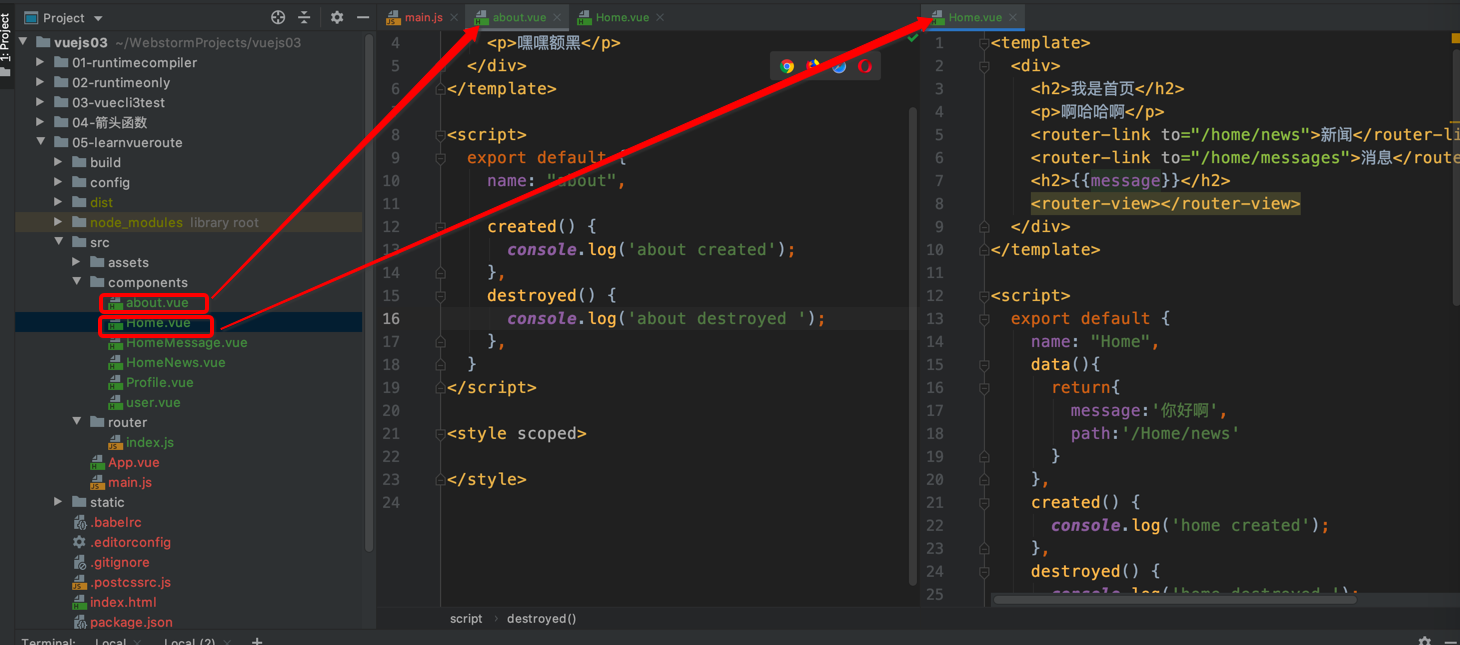 1: Project
Project
vuejs03 ~/WebstormProjects/vuejs03
01-runtimecompiler
02-runtimeonly
03-vuecli3test
04-箭头函数
05-learnvueroute
build
config
dist
node_modules library root
src
assets
components
about.vue
Home.vue
HomeMessage.vue
HomeNews.vue
Profile.vue
user.vue
router
index.js
App.vue
main.js
static
.babelrc
.editorconfig
.gitignore
.postcssrc.js
index.html
package.json
main.js about.vue Home.vue
4 <p>嘿嘿额黑</p>
5 </div>
6 </template>
8 <script>
9 export default {
10 name: "about",
11
12 created() {
13 console.log('about created');
14 },
15 destroyed() {
16 console.log('about destroyed ');
17 },
18 }
19 </script>
20
21 <style scoped>
22
23 </style>
24
script › destroyed()
Home.vue
1 <template>
2 <div>
3 <h2>我是首页</h2>
4 <p>啊哈哈啊</p>
5 <router-link to="/home/news">新闻</router-li
6 <router-link to="/home/messages">消息</route
7 <h2>{{message}}</h2>
8 <router-view></router-view>
9 </div>
10 </template>
11
12 <script>
13 export default {
14 name: "Home",
15 data(){
16 return{
17 message:'你好啊',
18 path:'/Home/news'
19 }
20 },
21 created() {
22 console.log('home created');
23 },
24 destroyed() {
25 console.log('home destroyed ');
Terminal: Local Local (2)